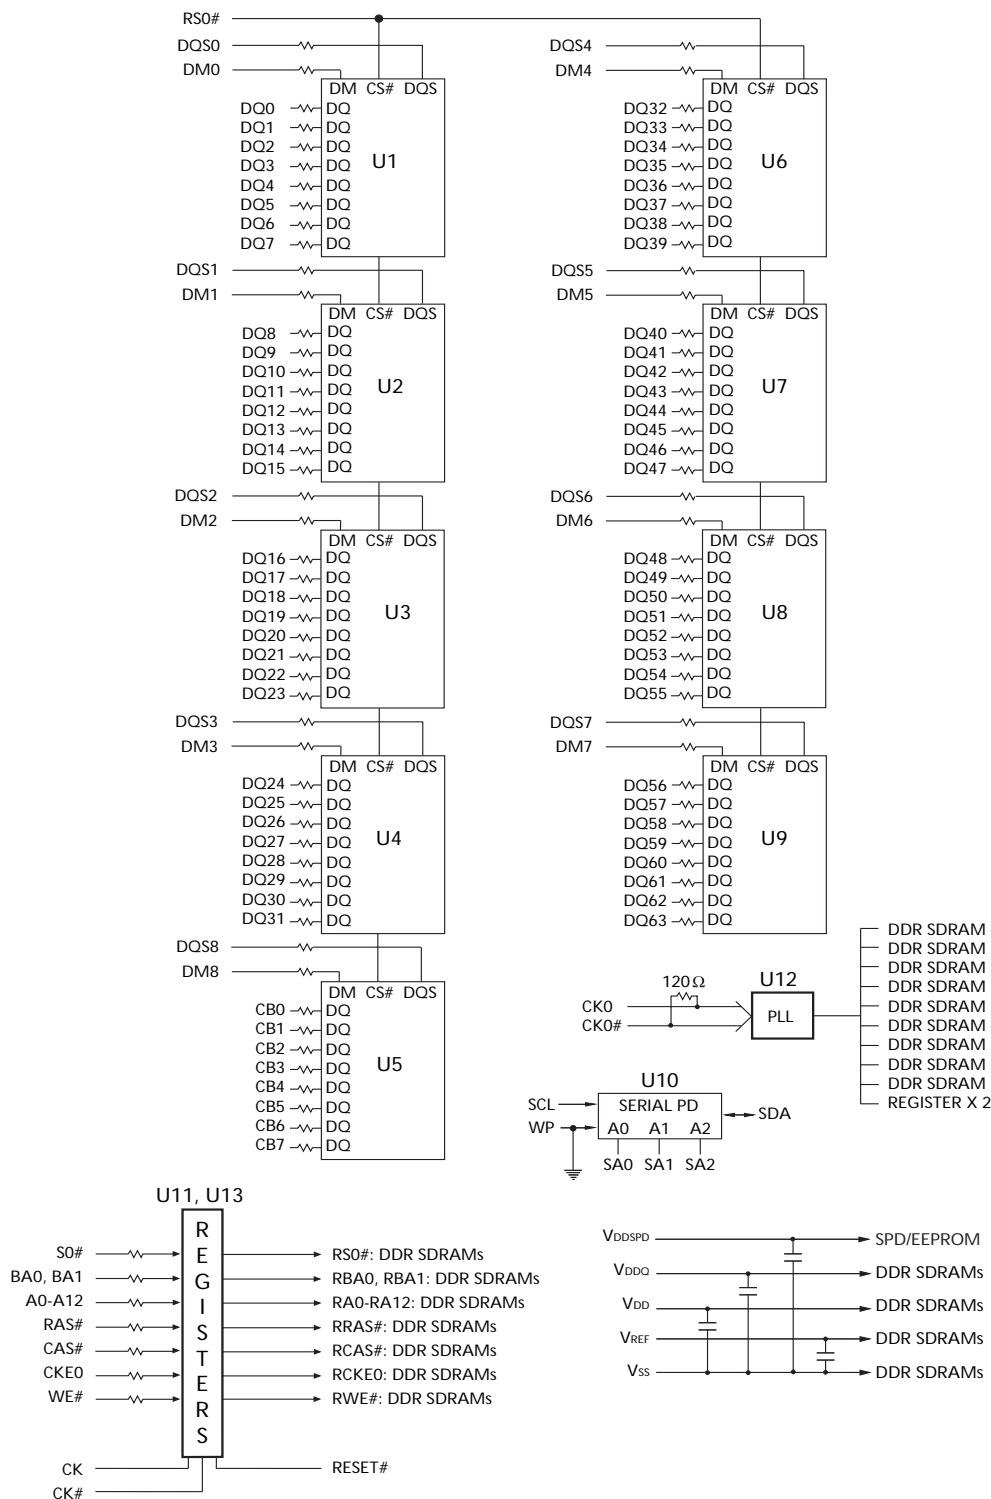 RS0#
DQS0
DM0
DM CS# DQS
DQ0 DQ
DQ1 DQ
DQ2 DQ
DQ3 DQ
DQ4 DQ
DQ5 DQ
DQ6 DQ
DQ7 DQ
U1
DQS1
DM1
DM CS# DQS
DQ8 DQ
DQ9 DQ
DQ10 DQ
DQ11 DQ
DQ12 DQ
DQ13 DQ
DQ14 DQ
DQ15 DQ
U2
DQS2
DM2
DM CS# DQS
DQ16 DQ
DQ17 DQ
DQ18 DQ
DQ19 DQ
DQ20 DQ
DQ21 DQ
DQ22 DQ
DQ23 DQ
U3
DQS3
DM3
DM CS# DQS
DQ24 DQ
DQ25 DQ
DQ26 DQ
DQ27 DQ
DQ28 DQ
DQ29 DQ
DQ30 DQ
DQ31 DQ
U4
DQS8
DM8
DM CS# DQS
CB0 DQ
CB1 DQ
CB2 DQ
CB3 DQ
CB4 DQ
CB5 DQ
CB6 DQ
CB7 DQ
U5
DQS4
DM4
DM CS# DQS
DQ32 DQ
DQ33 DQ
DQ34 DQ
DQ35 DQ
DQ36 DQ
DQ37 DQ
DQ38 DQ
DQ39 DQ
U6
DQS5
DM5
DM CS# DQS
DQ40 DQ
DQ41 DQ
DQ42 DQ
DQ43 DQ
DQ44 DQ
DQ45 DQ
DQ46 DQ
DQ47 DQ
U7
DQS6
DM6
DM CS# DQS
DQ48 DQ
DQ49 DQ
DQ50 DQ
DQ51 DQ
DQ52 DQ
DQ53 DQ
DQ54 DQ
DQ55 DQ
U8
DQS7
DM7
DM CS# DQS
DQ56 DQ
DQ57 DQ
DQ58 DQ
DQ59 DQ
DQ60 DQ
DQ61 DQ
DQ62 DQ
DQ63 DQ
U9
120 Ω
CK0
CK0#
U12
PLL
DDR SDRAM
DDR SDRAM
DDR SDRAM
DDR SDRAM
DDR SDRAM
DDR SDRAM
DDR SDRAM
DDR SDRAM
DDR SDRAM
REGISTER X 2
U10
SERIAL PD
SCL
WP
A0 A1 A2
SDA
SA0 SA1 SA2
U11, U13
REGISTERS
S0#
BA0, BA1
A0-A12
RAS#
CAS#
CKE0
WE#
CK
CK#
RS0#: DDR SDRAMs
RBA0, RBA1: DDR SDRAMs
RA0-RA12: DDR SDRAMs
RRAS#: DDR SDRAMs
RCAS#: DDR SDRAMs
RCKE0: DDR SDRAMs
RWE#: DDR SDRAMs
RESET#
VDDSPD SPD/EEPROM
VDDQ DDR SDRAMs
VDD DDR SDRAMs
VREF DDR SDRAMs
VSS DDR SDRAMs